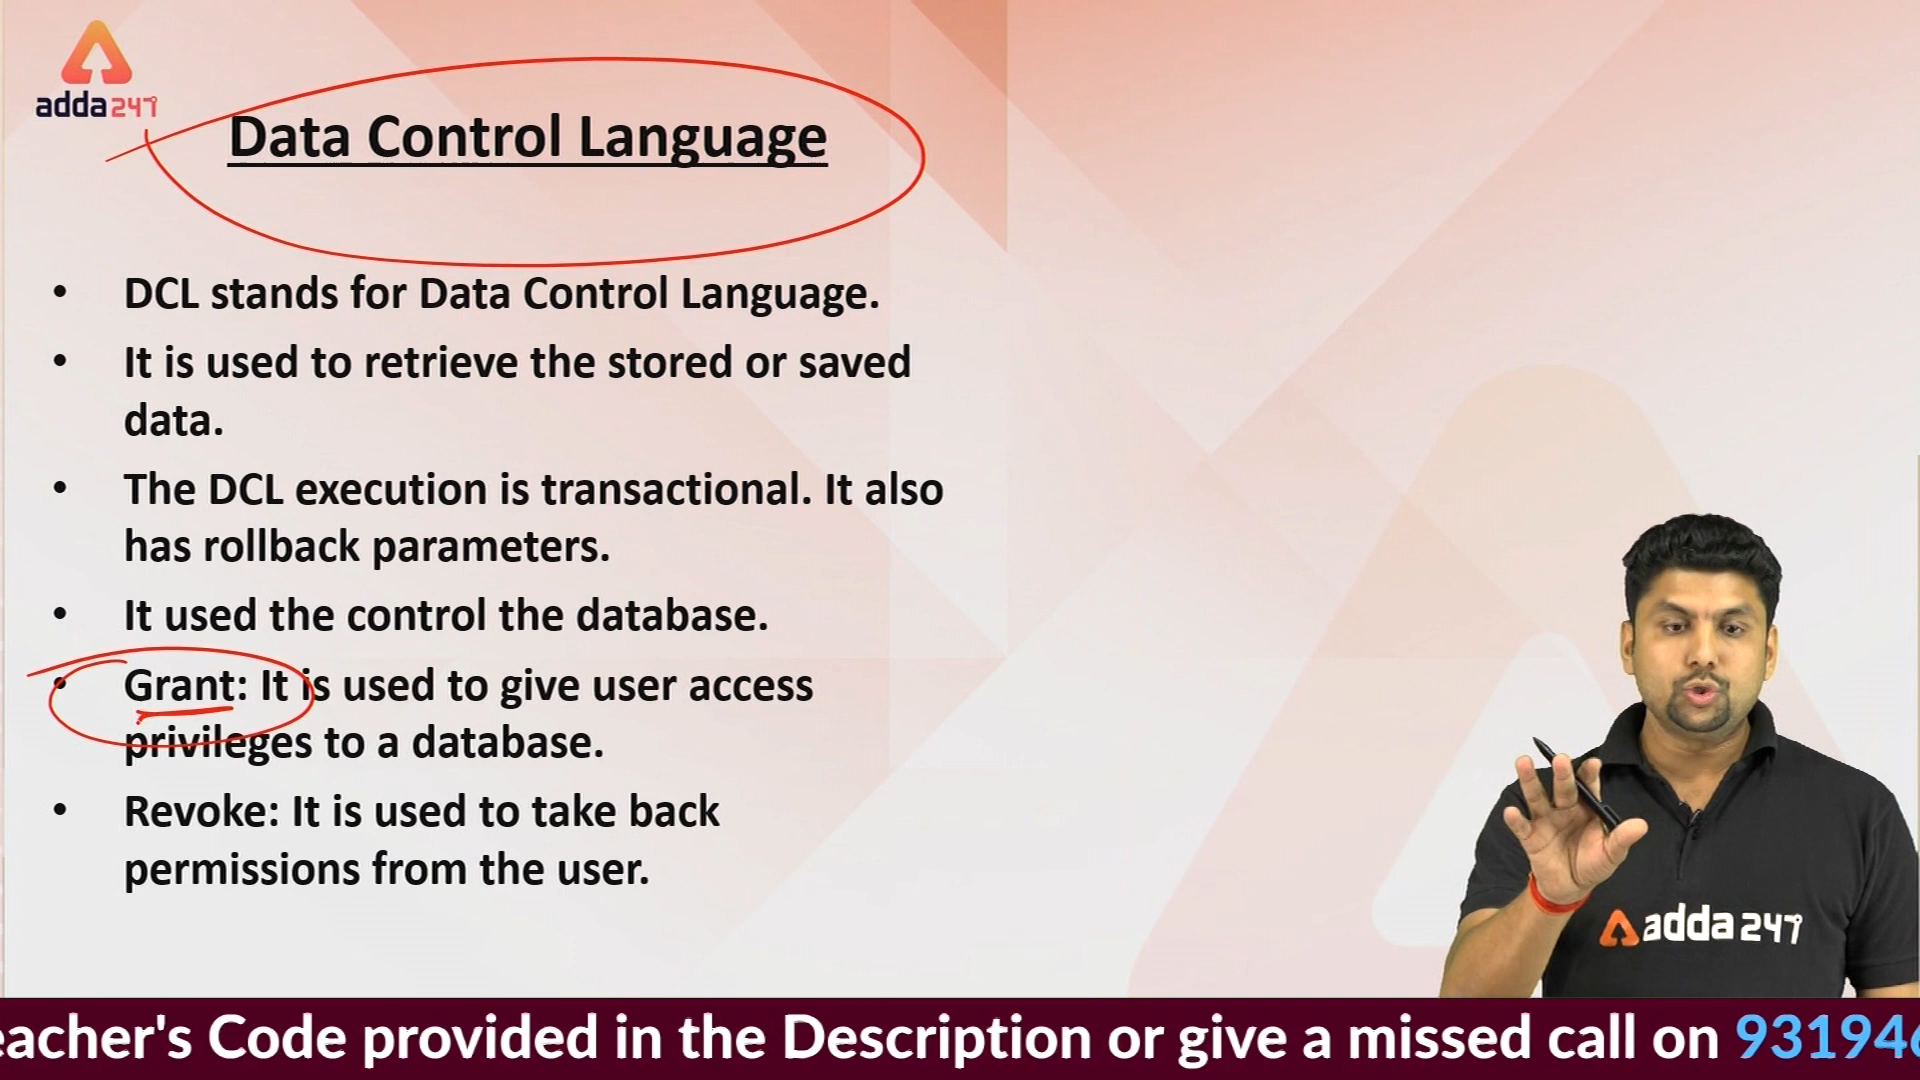 adda247
Data Control Language
• DCL stands for Data Control Language.
• It is used to retrieve the stored or saved
data.
• The DCL execution is transactional. It also
has rollback parameters.
• It used the control the database.
• Grant: It is used to give user access
privileges to a database.
• Revoke: It is used to take back
permissions from the user.
adda247
eacher's Code provided in the Description or give a missed call on 931946